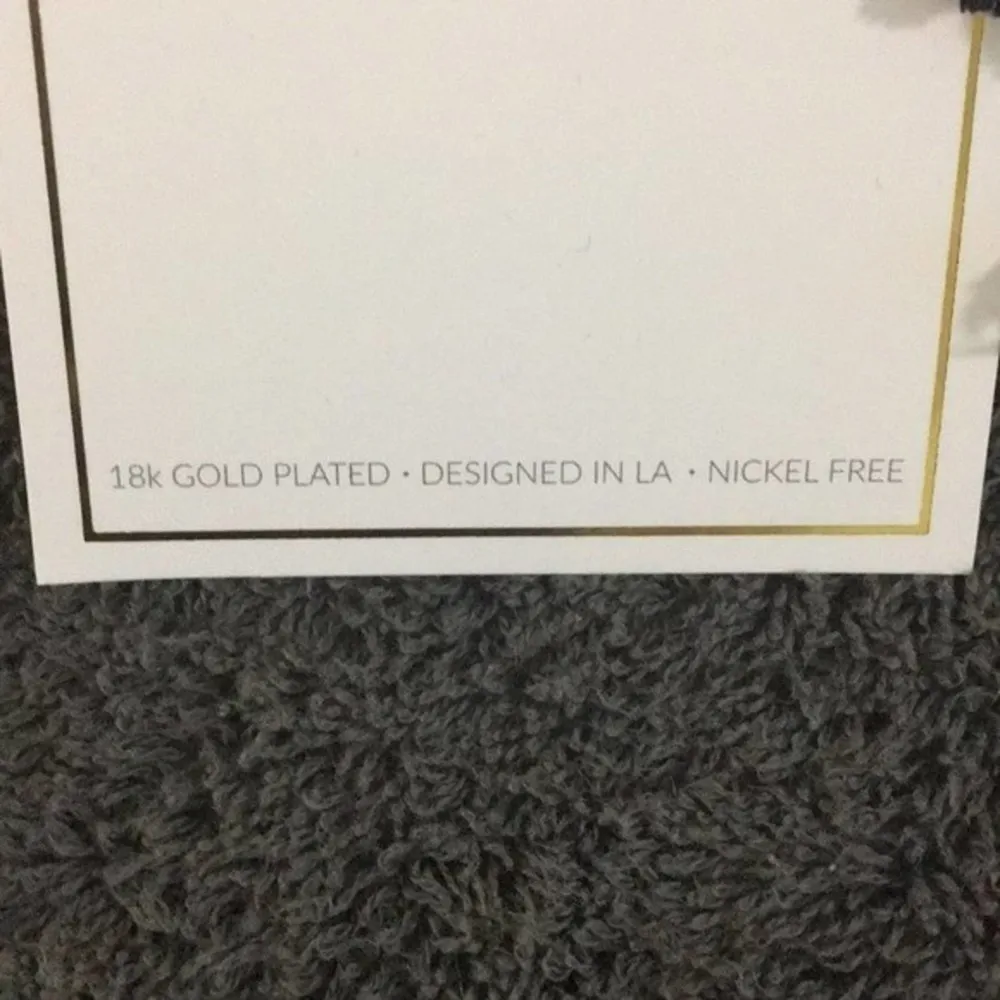 18k GOLD PLATED • DESIGNED IN LA • NICKEL FREE